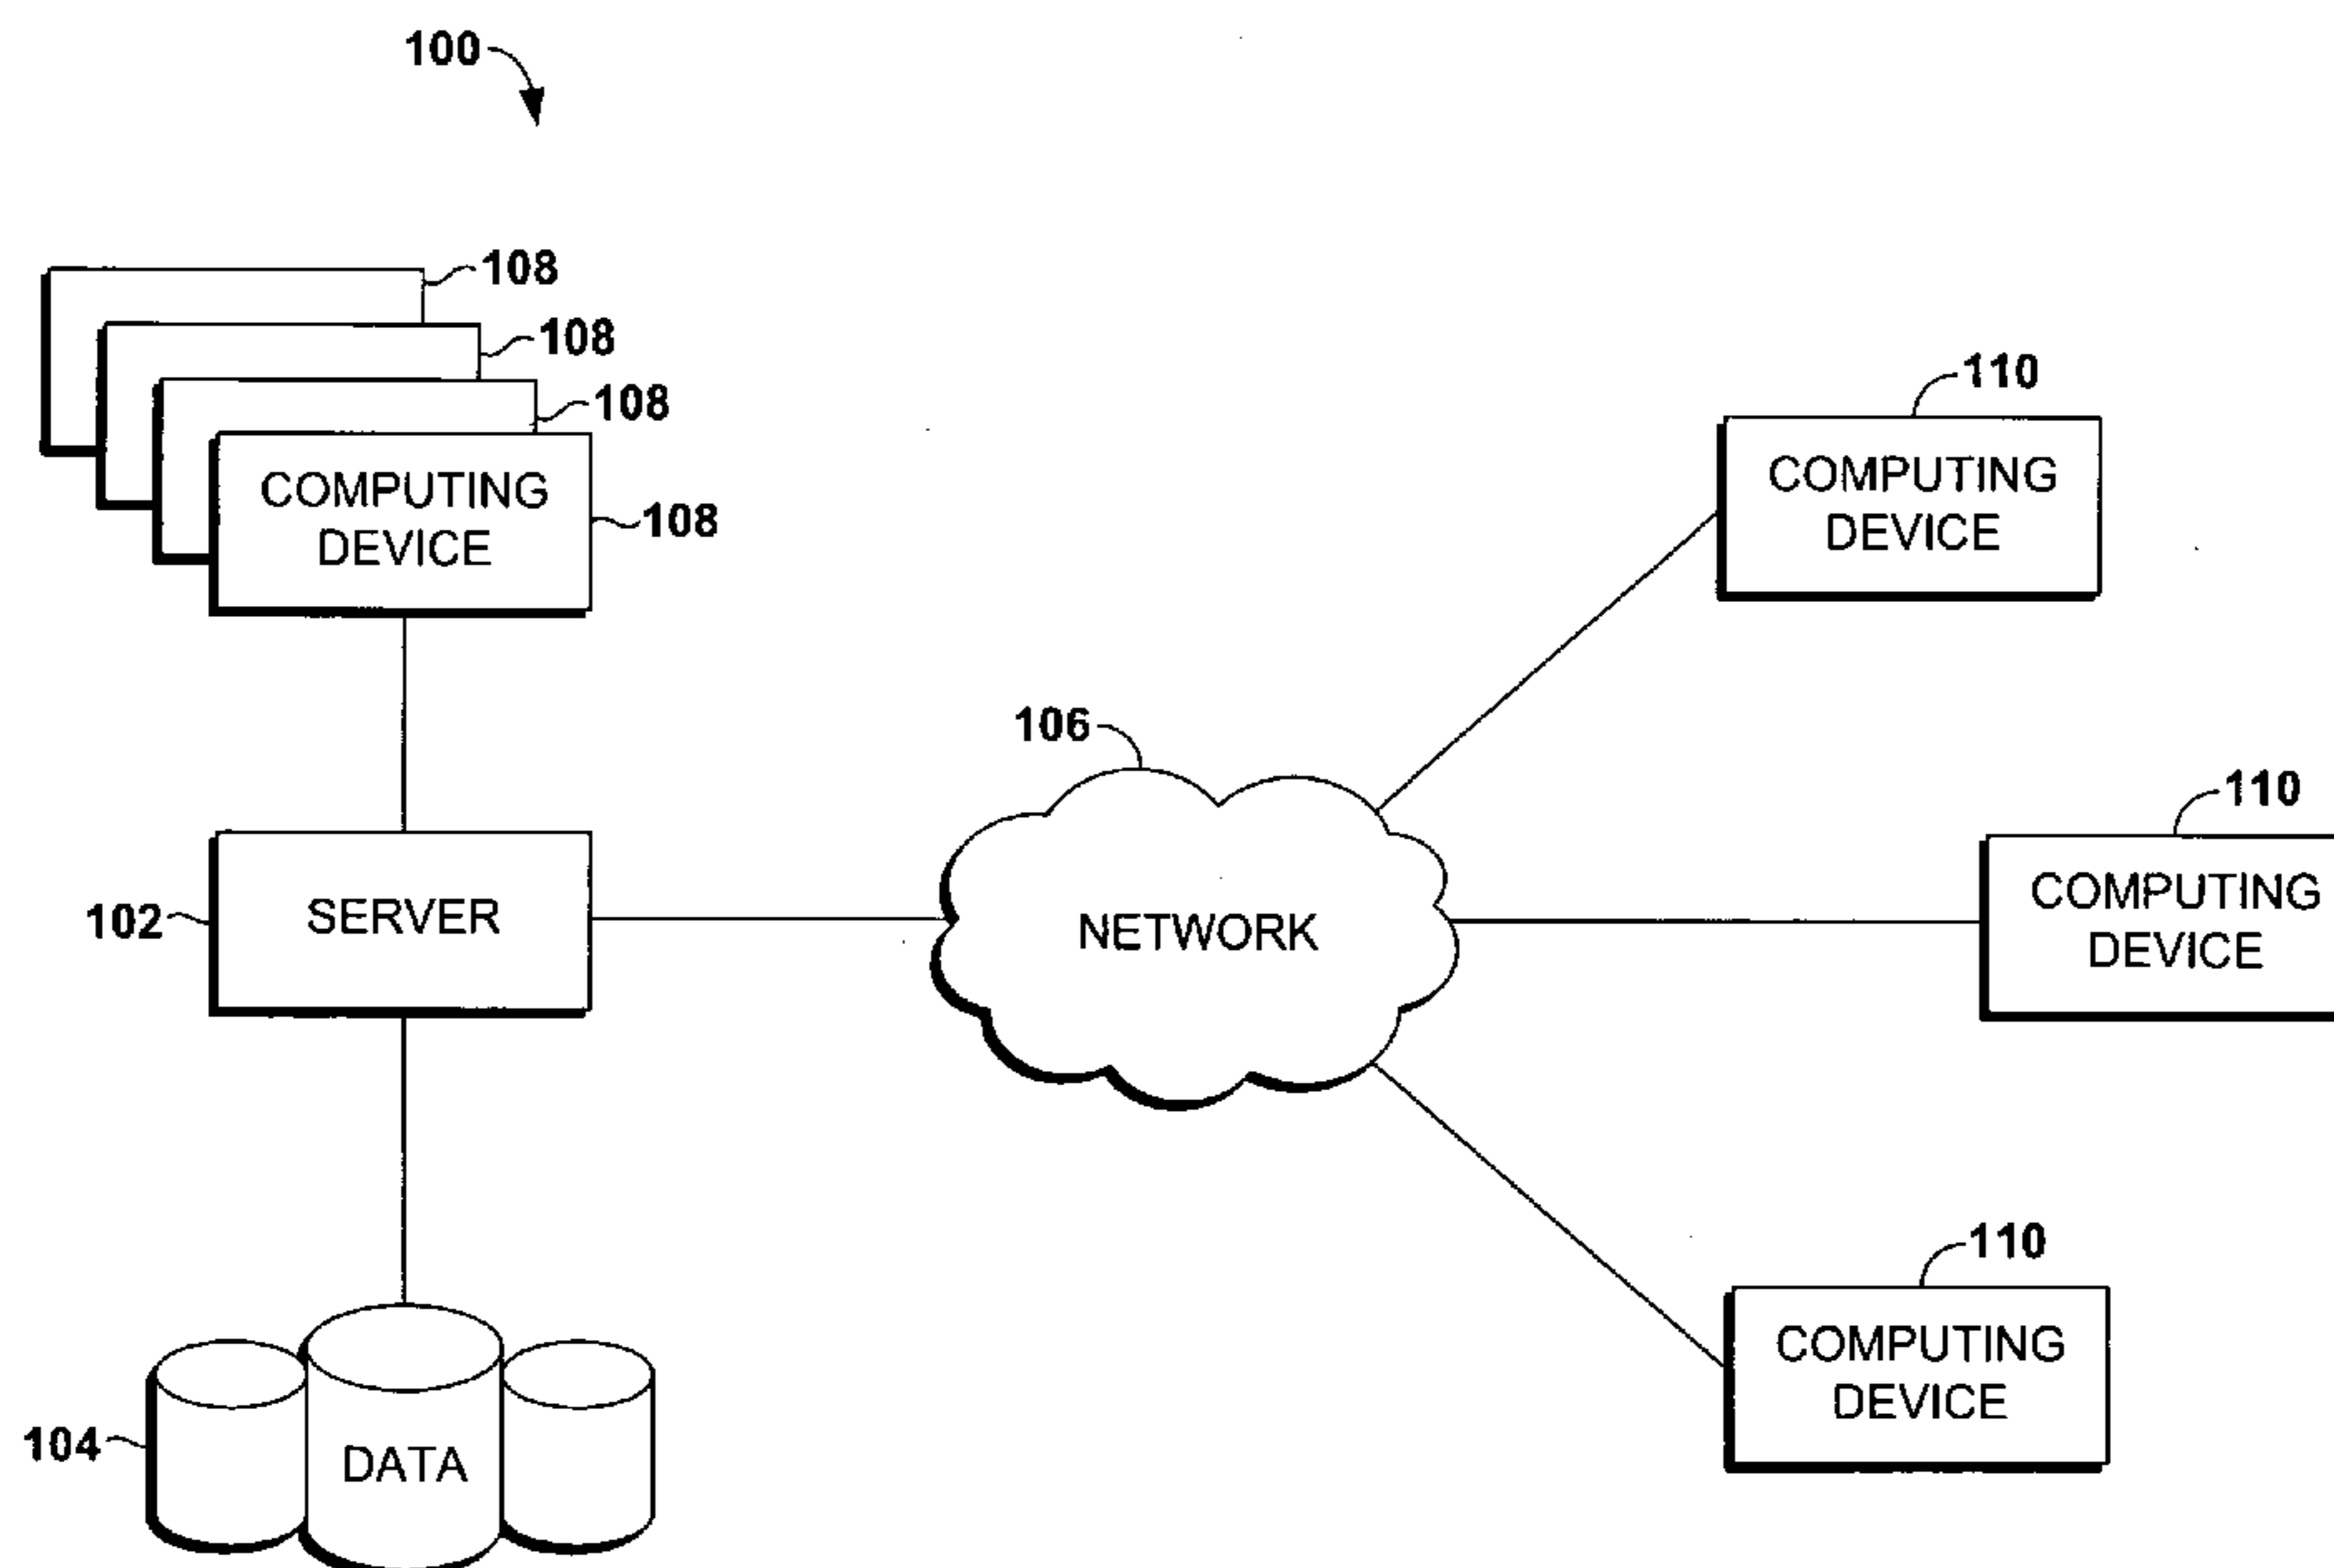 100
108
108
108
COMPUTING
DEVICE
108
110
COMPUTING
DEVICE
106
110
COMPUTING
DEVICE
102
SERVER
NETWORK
110
COMPUTING
DEVICE
104
DATA